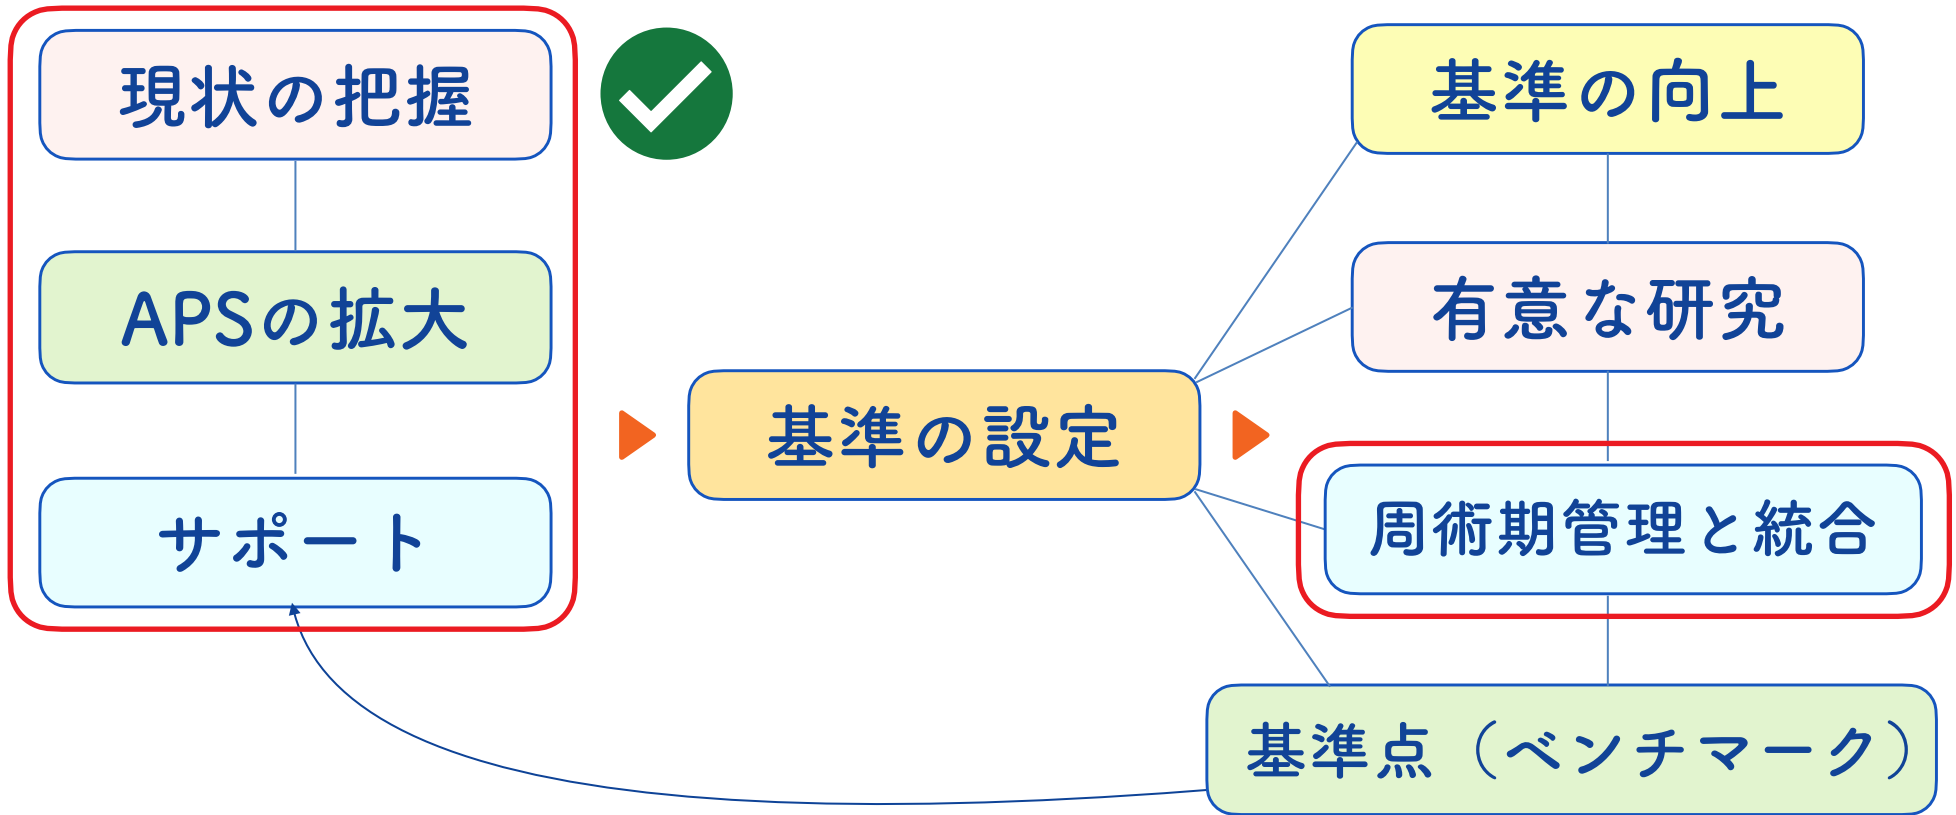 現状の把握
APSの拡大
サポート
基準の設定
基準の向上
有意な研究
周術期管理と統合
基準点（ベンチマーク）